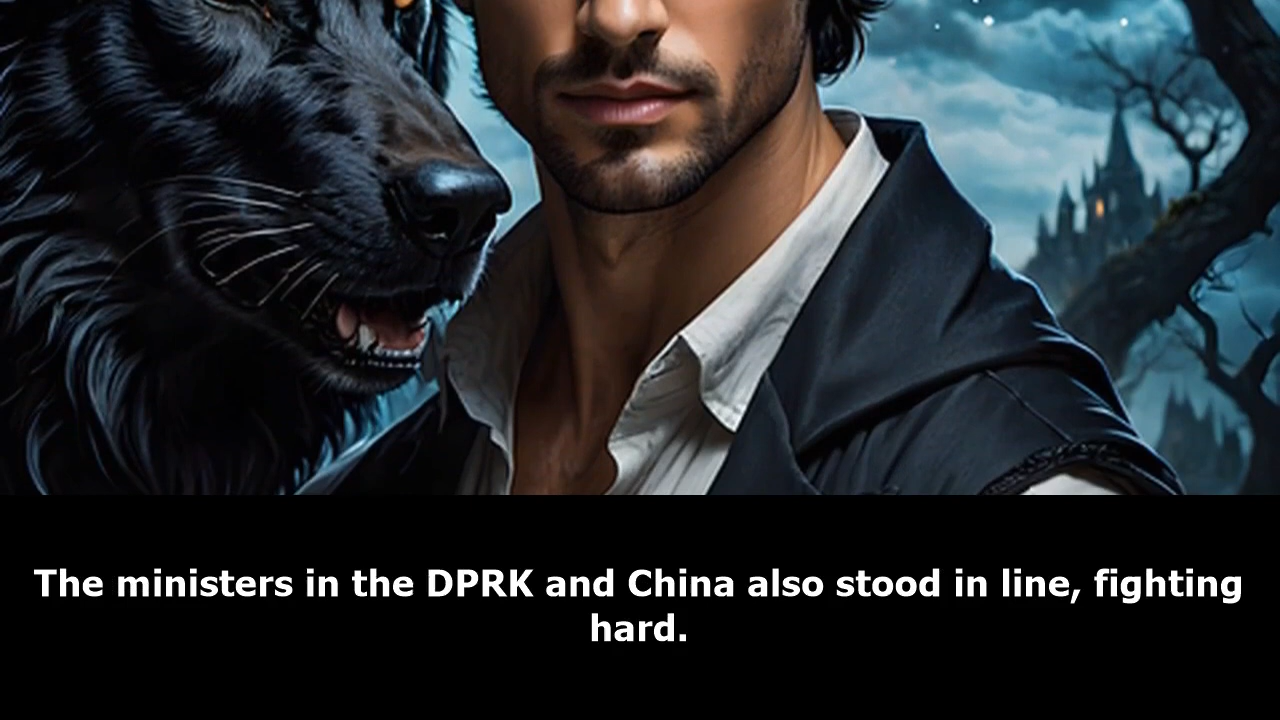 The ministers in the DPRK and China also stood in line, fighting
hard.